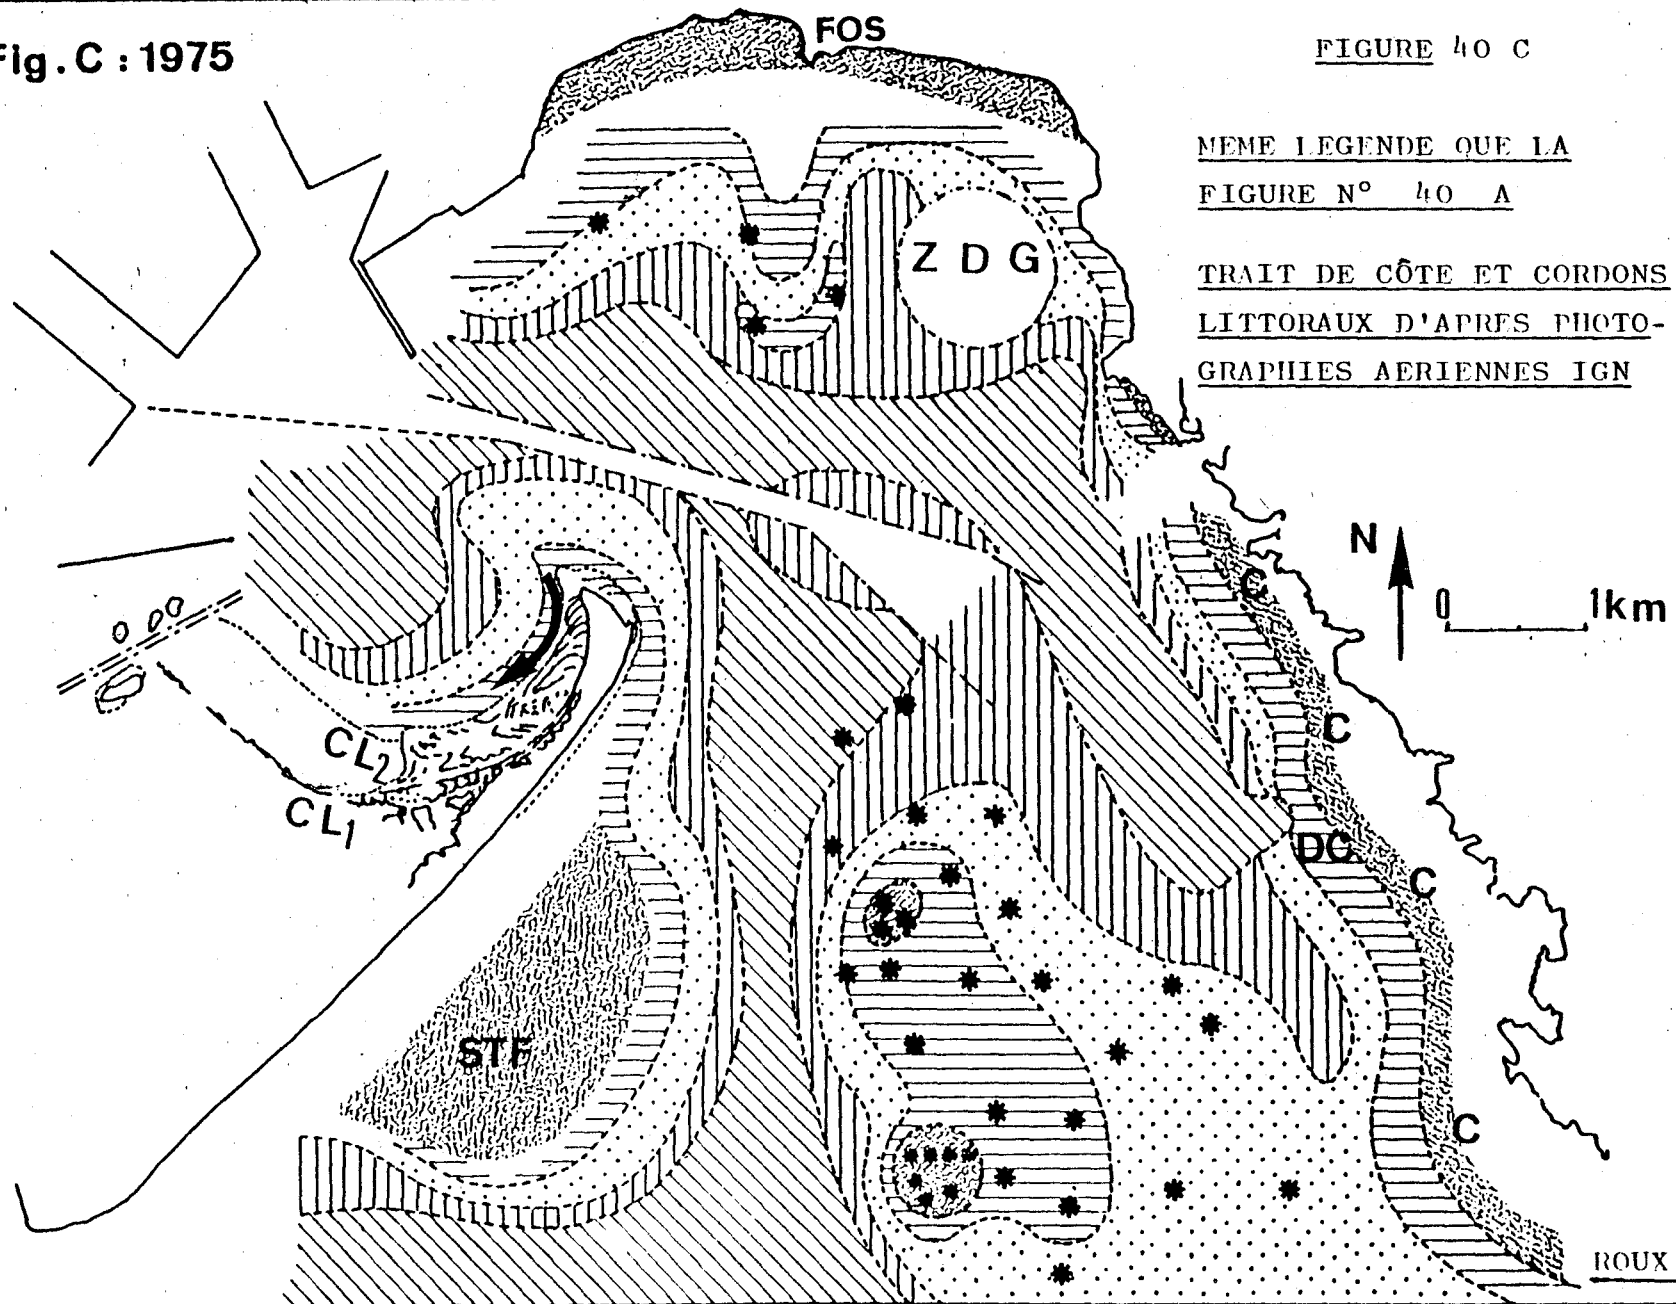 Fig. C : 1975
FOS
FIGURE 40 C
MEME LEGENDE QUE LA
FIGURE N° 40 A
TRAIT DE CÔTE ET CORDONS
LITTORAUX D'APRES PHOTO-
GRAPHIES AERIENNES IGN
Z D G
N
0 1km
C
C
CL2
CL1
DC
C
STF
C
ROUX